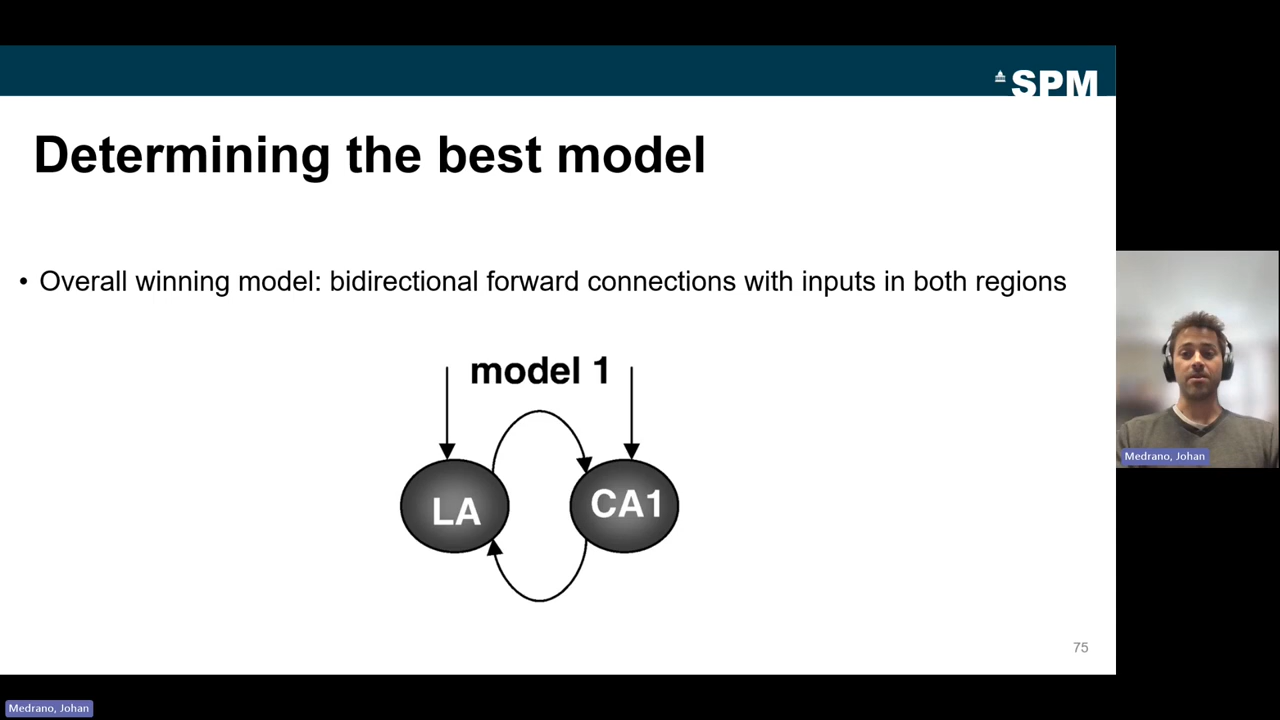 SPM
Determining the best model
• Overall winning model: bidirectional forward connections with inputs in both regions
model 1
LA
CA1
75
Medrano, Johan
Medrano, Johan